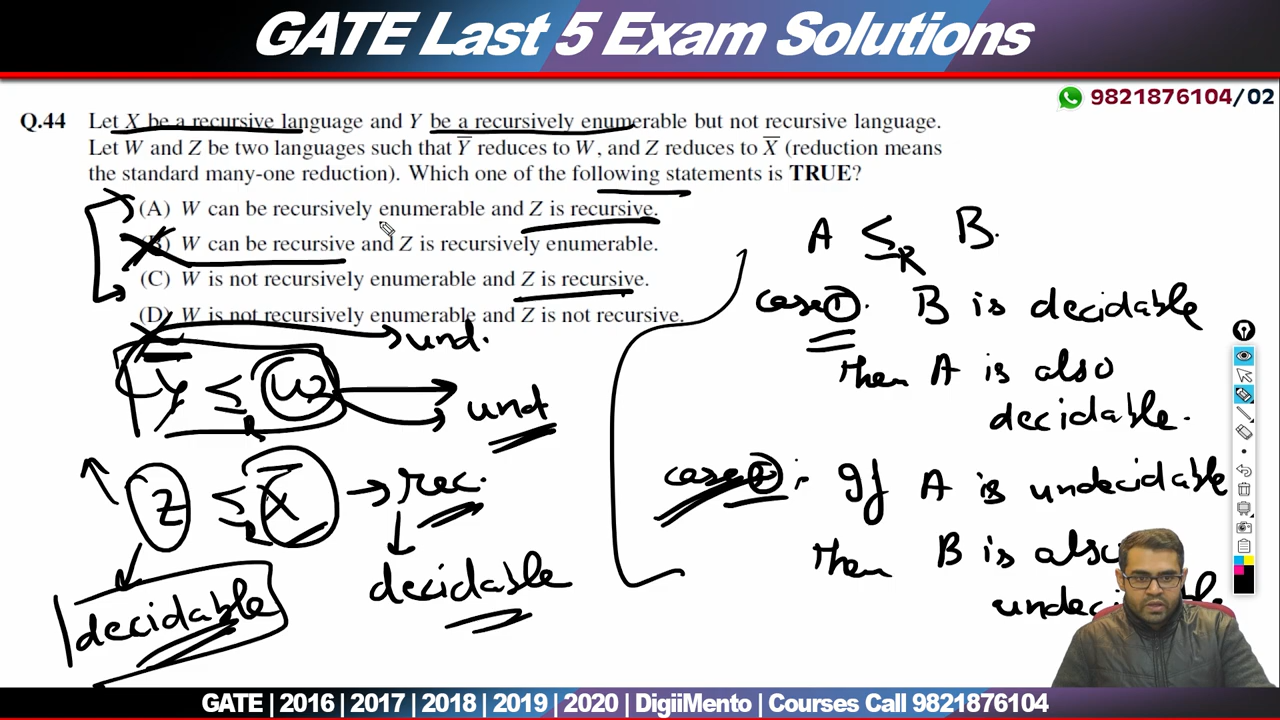 GATE Last 5 Exam Solutions
9821876104/02
Q.44 Let X be a recursive language and Y be a recursively enumerable but not recursive language.
Let W and Z be two languages such that Y̅ reduces to W, and Z reduces to X̅ (reduction means
the standard many-one reduction). Which one of the following statements is TRUE?
(A) W can be recursively enumerable and Z is recursive.
(B) W can be recursive and Z is recursively enumerable.
(C) W is not recursively enumerable and Z is recursive.
(D) W is not recursively enumerable and Z is not recursive.
und.
Y ≤R W
und
Z ≤R X̅ → rec.
decidable
decidable
A ≤R B.
case I. B is decidable
then A is also
decidable.
case II : If A is undecidable
then B is also
GATE | 2016 | 2017 | 2018 | 2019 | 2020 | DigiiMento | Courses Call 9821876104